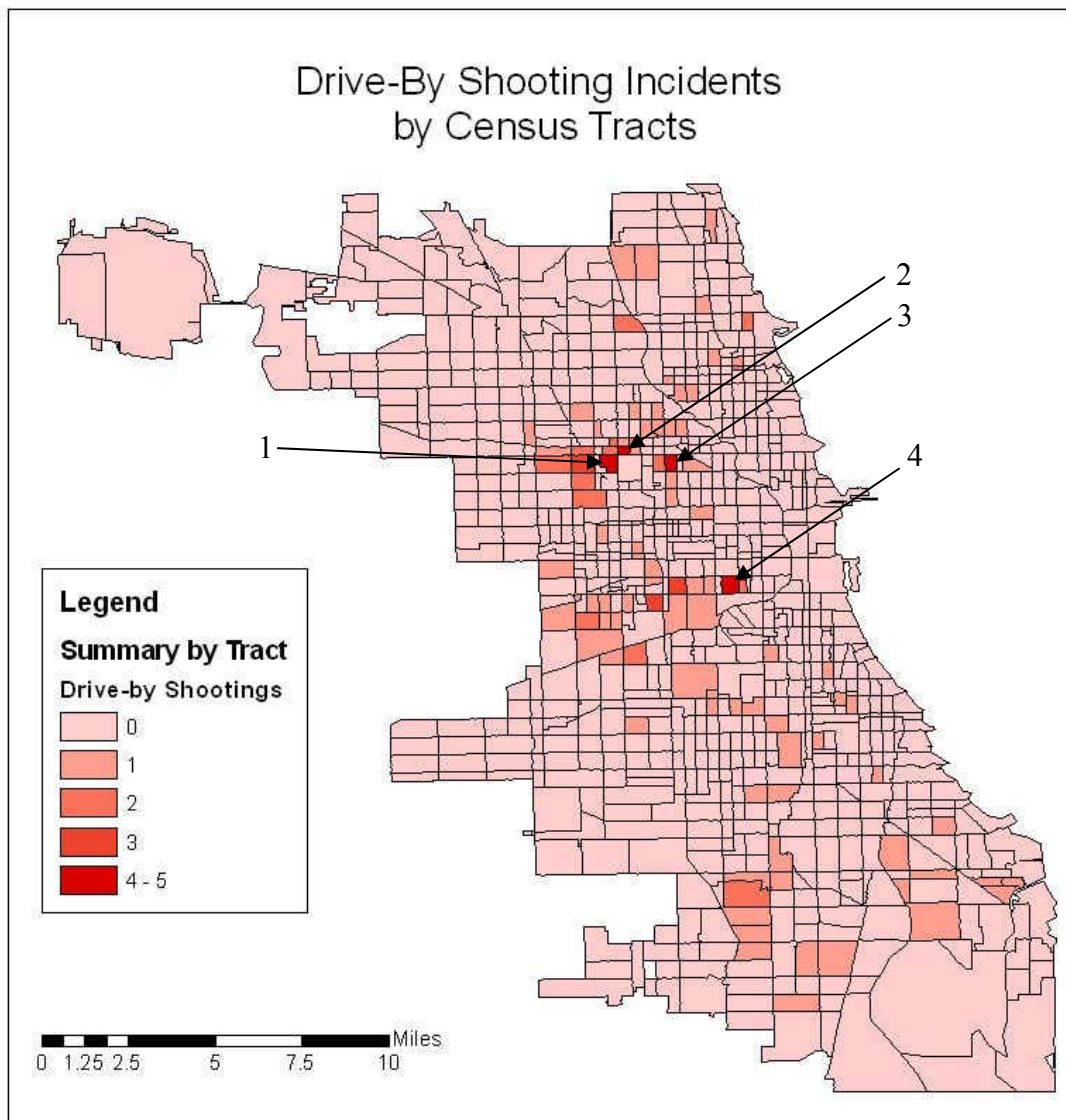 Drive-By Shooting Incidents
by Census Tracts
2
3
1
4
Legend
Summary by Tract
Drive-by Shootings
0
1
2
3
4 - 5
Miles
0 1.25 2.5 5 7.5 10